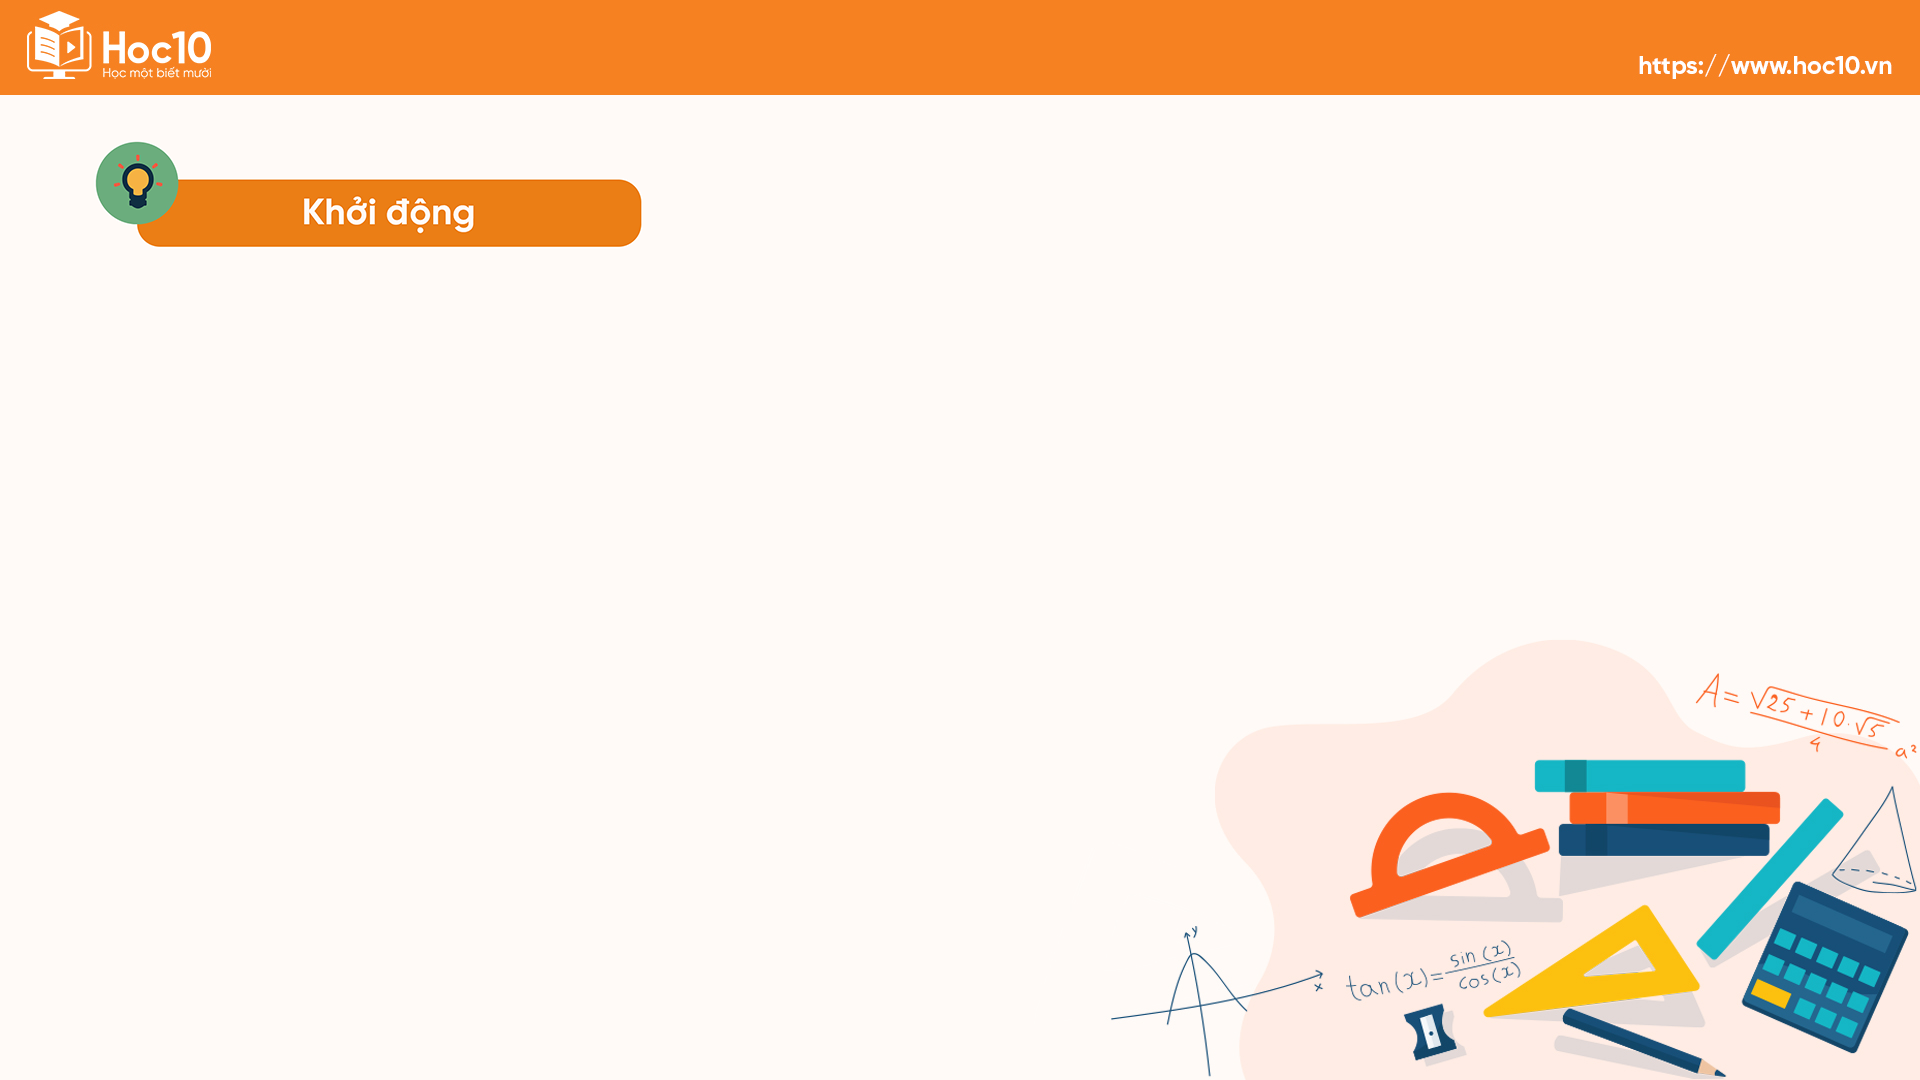 Hoc10
Học một biết mười
https://www.hoc10.vn
Khởi động
A = √25 + 10·√5
4
a²
y
x
tan(x) = sin(x)
cos(x)